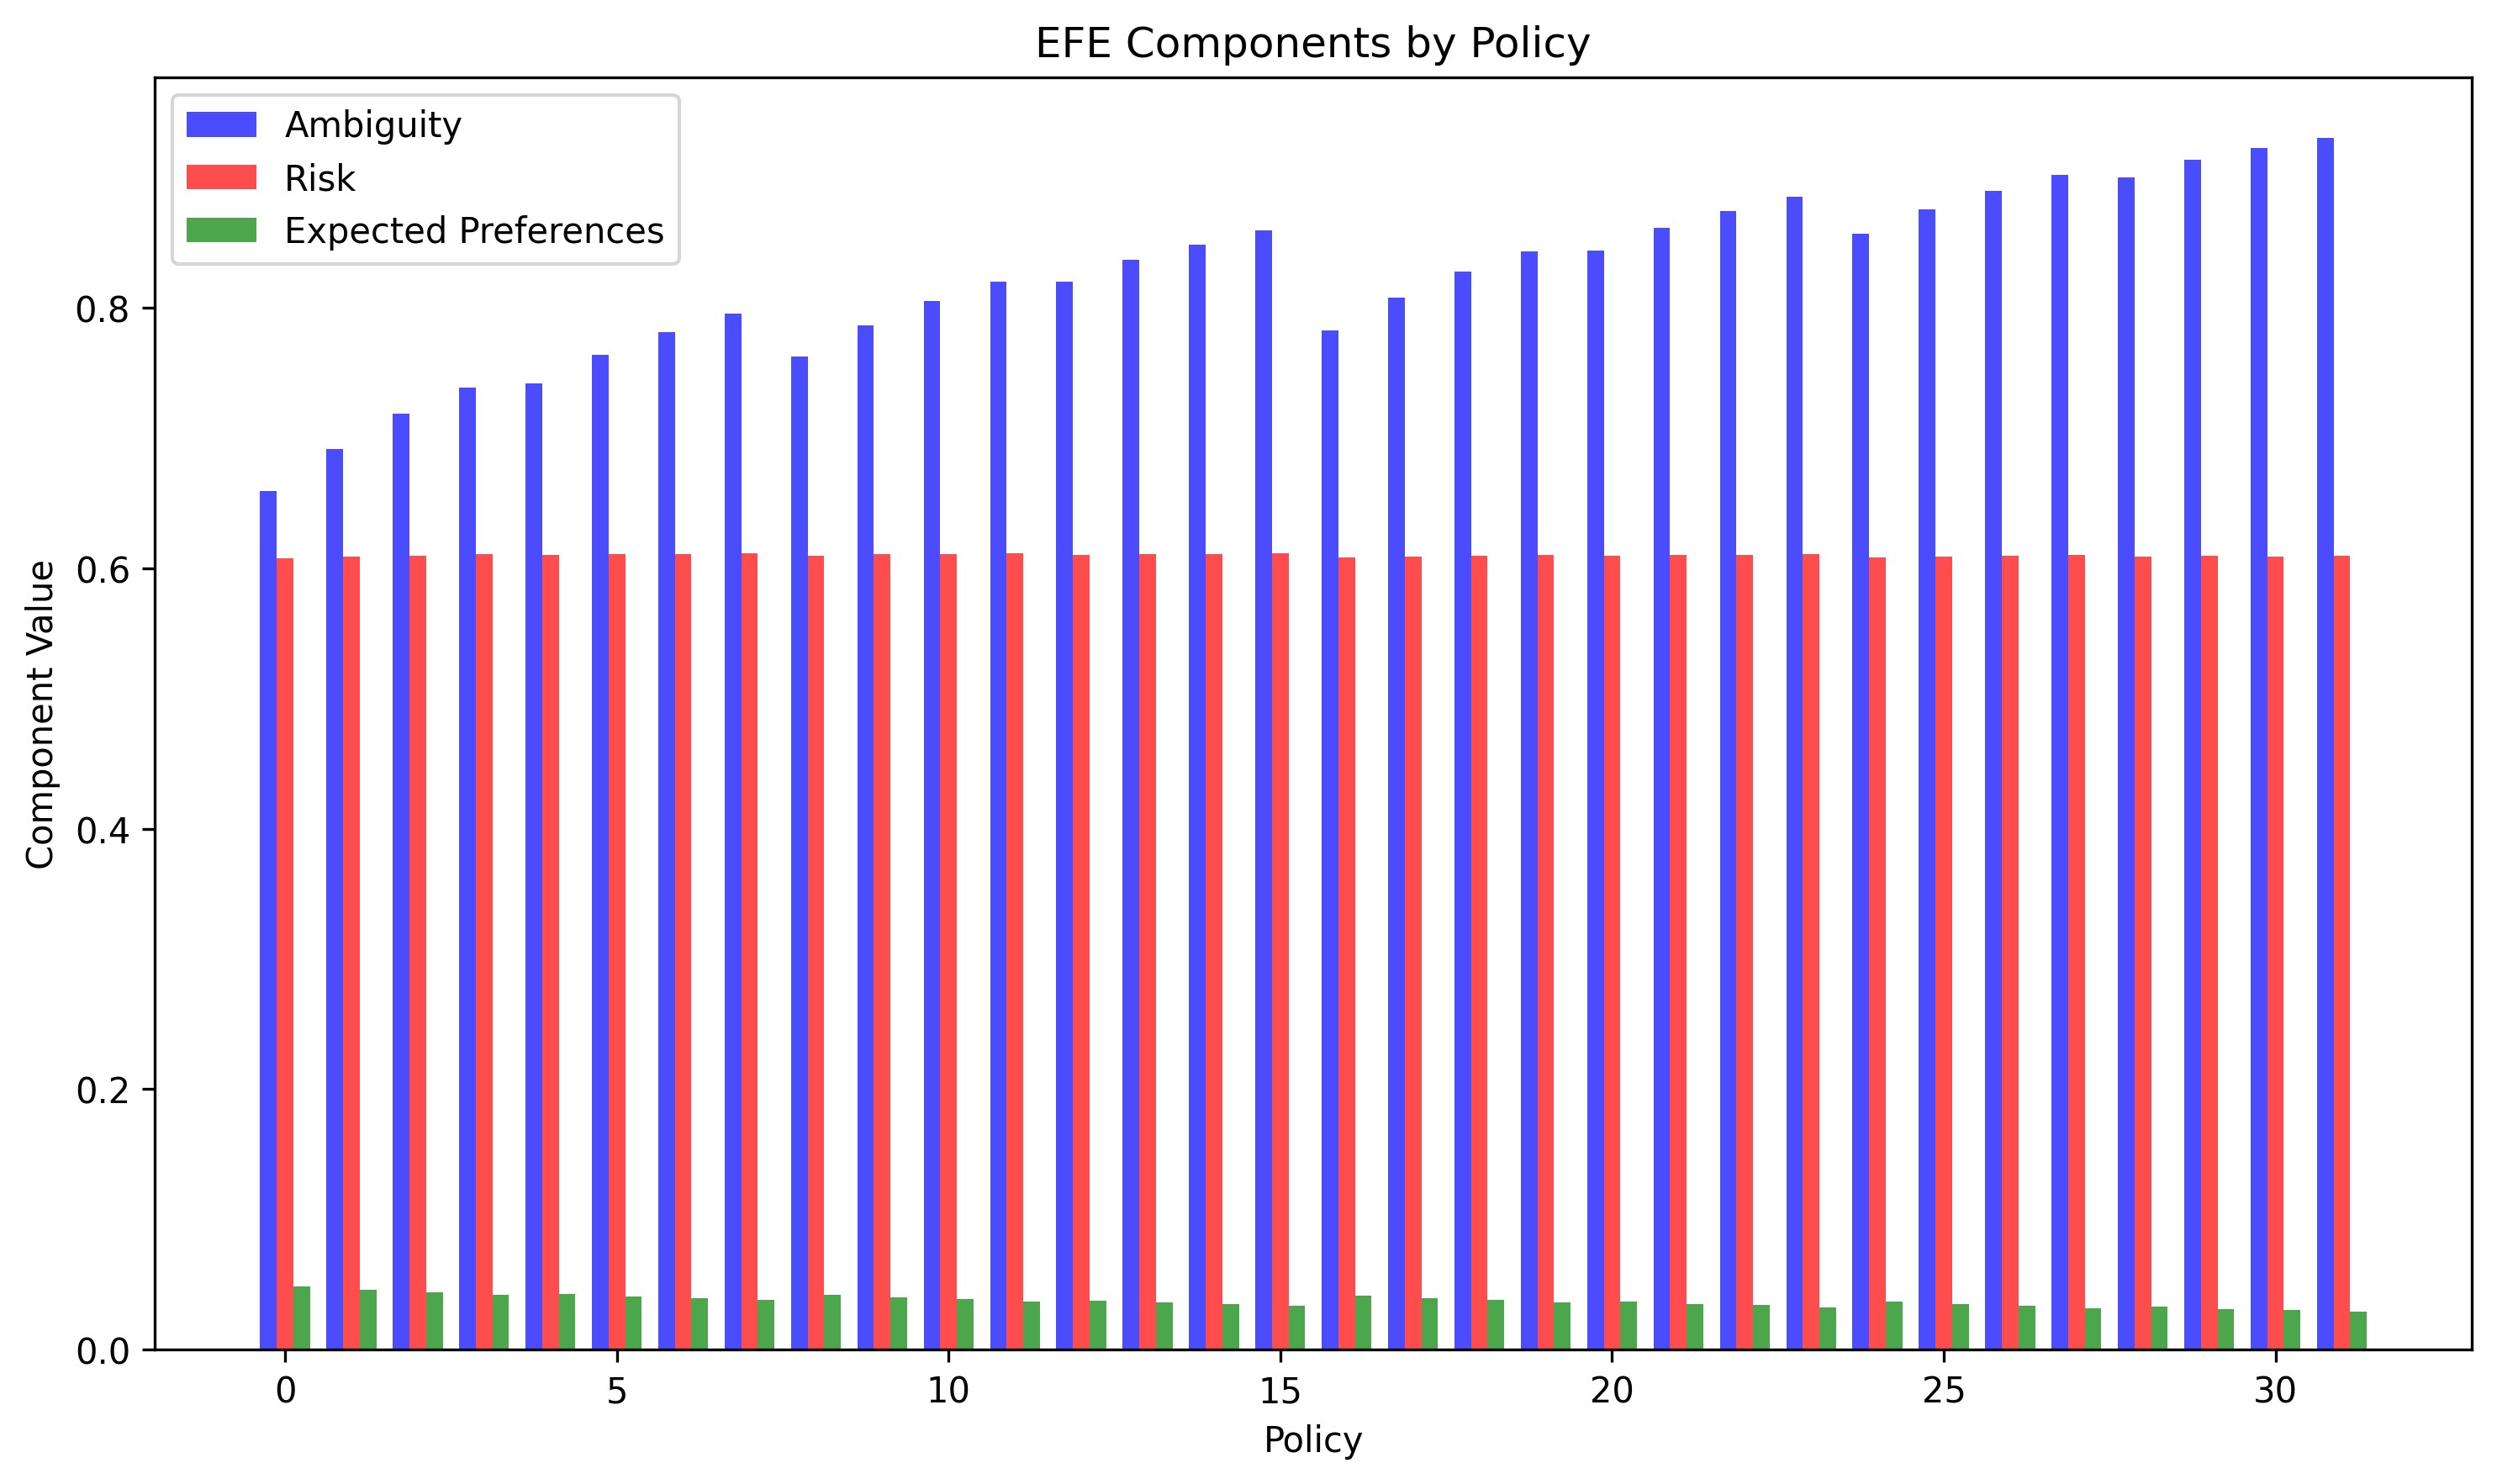 EFE Components by Policy
Ambiguity
Risk
Expected Preferences
Component Value
0.8
0.6
0.4
0.2
0.0
0 5 10 15 20 25 30
Policy